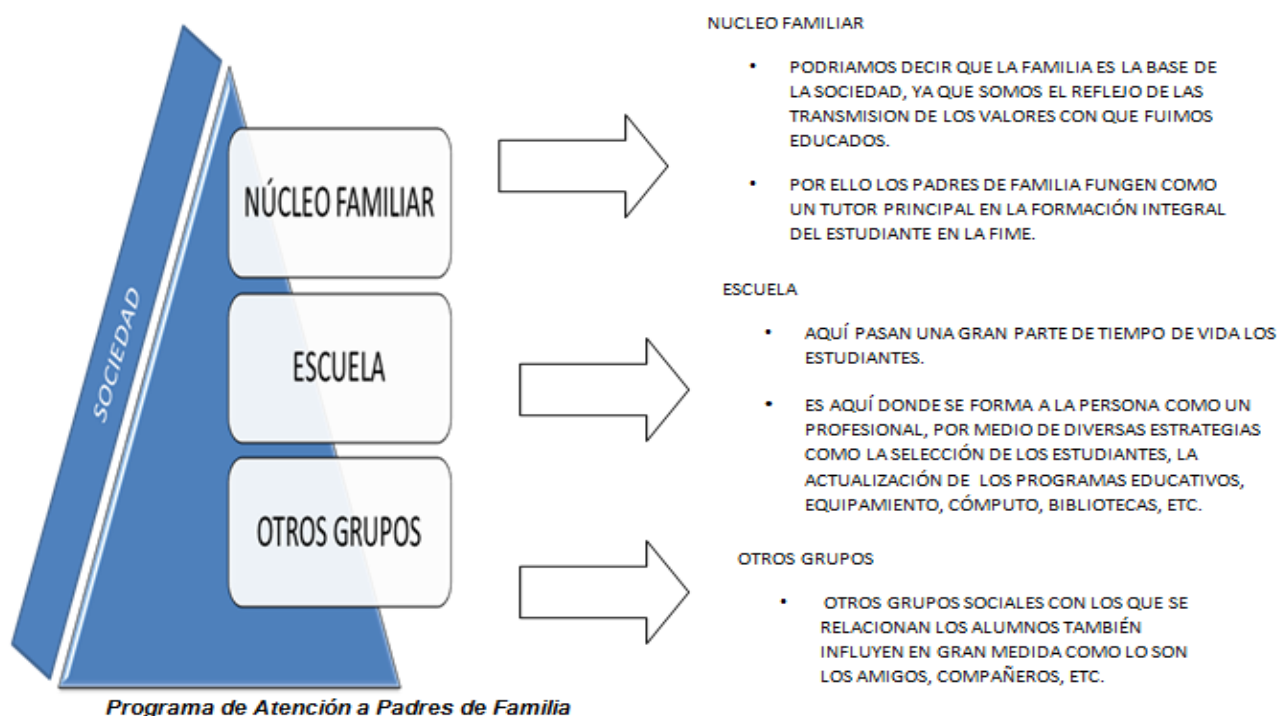 SOCIEDAD
NÚCLEO FAMILIAR
ESCUELA
OTROS GRUPOS
Programa de Atención a Padres de Familia
NUCLEO FAMILIAR
• PODRIAMOS DECIR QUE LA FAMILIA ES LA BASE DE
LA SOCIEDAD, YA QUE SOMOS EL REFLEJO DE LAS
TRANSMISION DE LOS VALORES CON QUE FUIMOS
EDUCADOS.
• POR ELLO LOS PADRES DE FAMILIA FUNGEN COMO
UN TUTOR PRINCIPAL EN LA FORMACIÓN INTEGRAL
DEL ESTUDIANTE EN LA FIME.
ESCUELA
• AQUÍ PASAN UNA GRAN PARTE DE TIEMPO DE VIDA LOS
ESTUDIANTES.
• ES AQUÍ DONDE SE FORMA A LA PERSONA COMO UN
PROFESIONAL, POR MEDIO DE DIVERSAS ESTRATEGIAS
COMO LA SELECCIÓN DE LOS ESTUDIANTES, LA
ACTUALIZACIÓN DE LOS PROGRAMAS EDUCATIVOS,
EQUIPAMIENTO, CÓMPUTO, BIBLIOTECAS, ETC.
OTROS GRUPOS
• OTROS GRUPOS SOCIALES CON LOS QUE SE
RELACIONAN LOS ALUMNOS TAMBIÉN
INFLUYEN EN GRAN MEDIDA COMO LO SON
LOS AMIGOS, COMPAÑEROS, ETC.